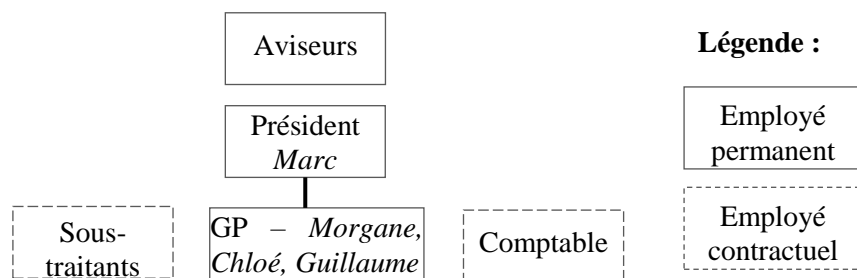 Aviseurs
Légende :
Président
Marc
Employé
permanent
Sous-
traitants
GP – Morgane,
Chloé, Guillaume
Comptable
Employé
contractuel